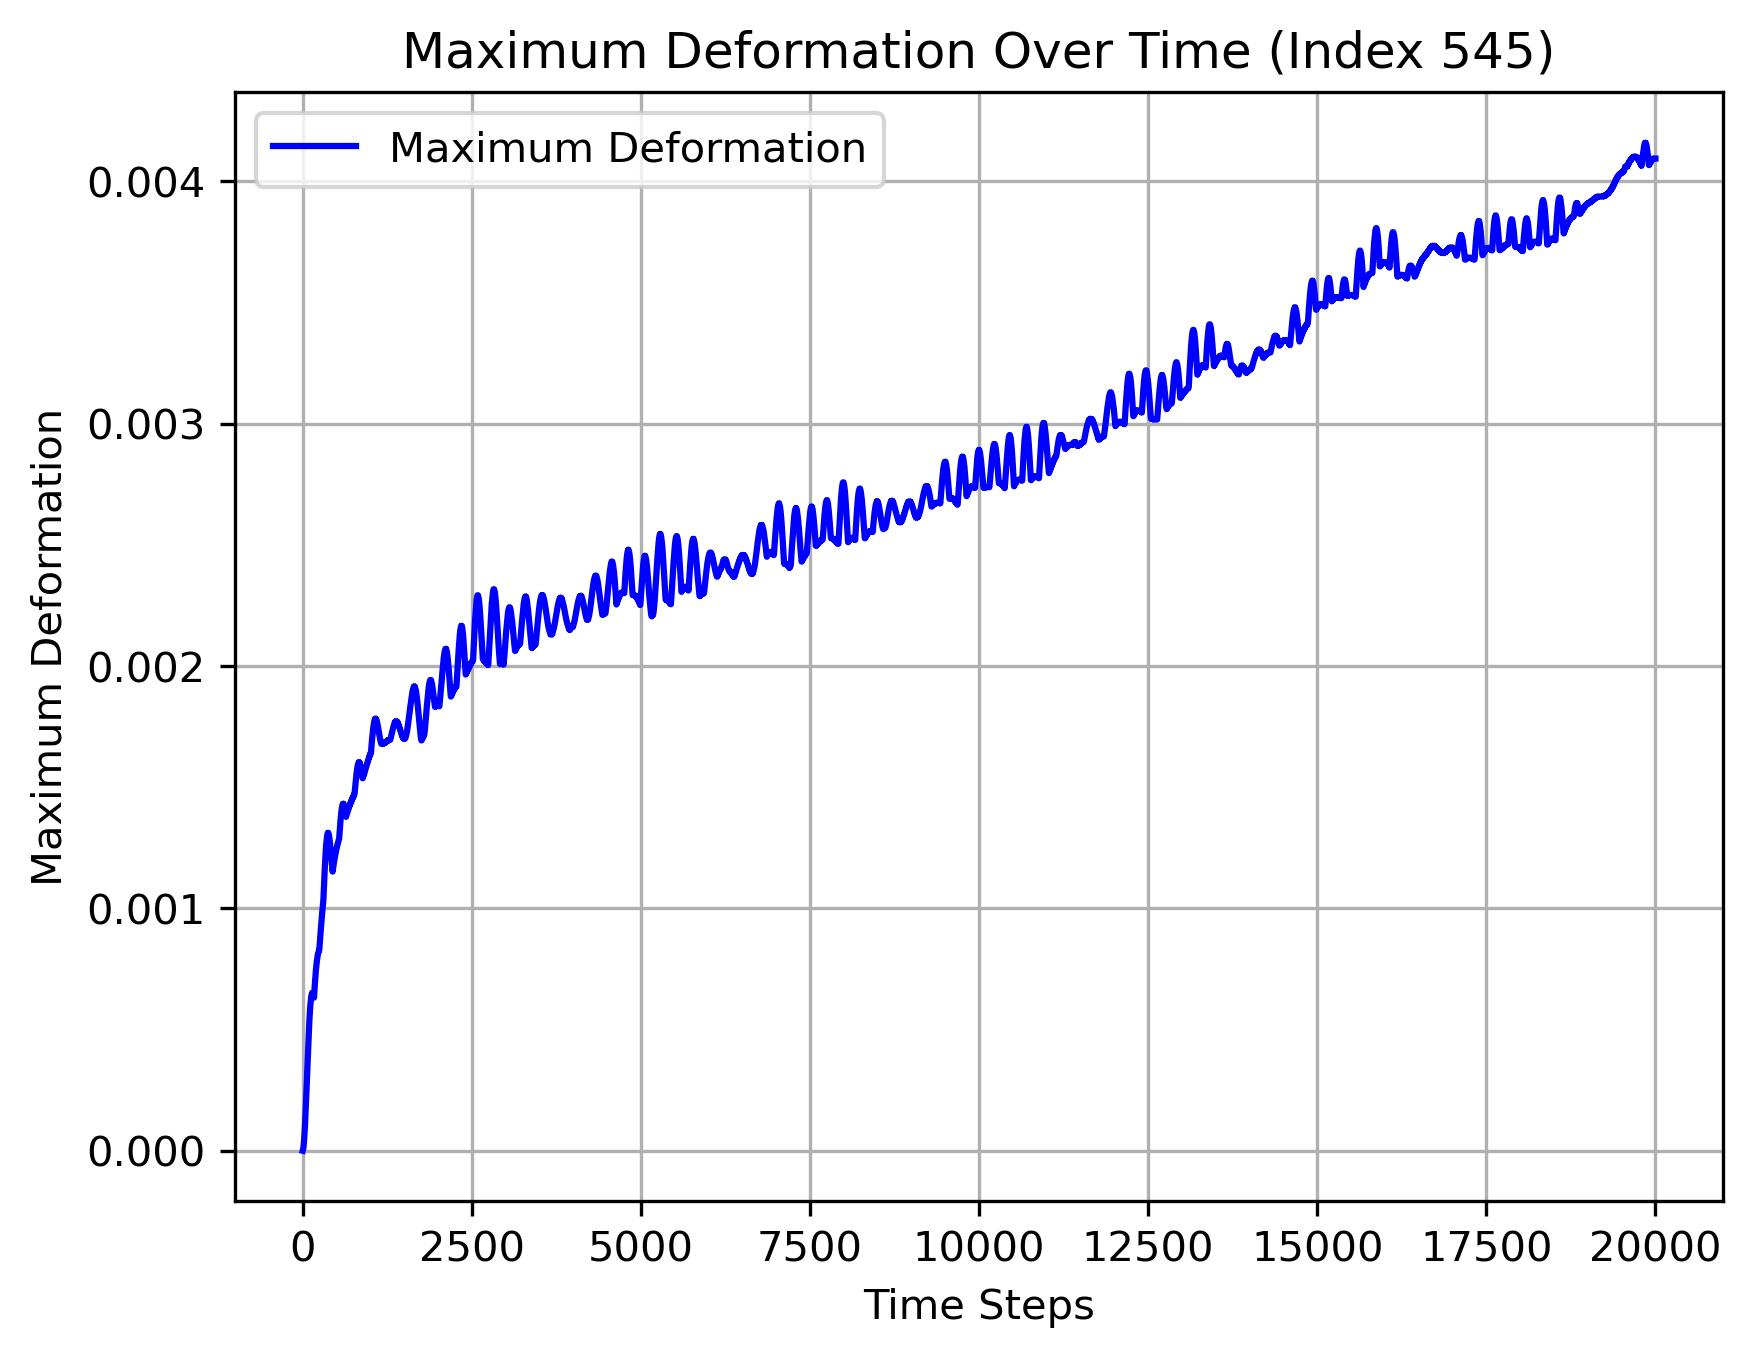 Maximum Deformation Over Time (Index 545)
Maximum Deformation
0.004
0.003
0.002
0.001
0.000
Maximum Deformation
0 2500 5000 7500 10000 12500 15000 17500 20000
Time Steps